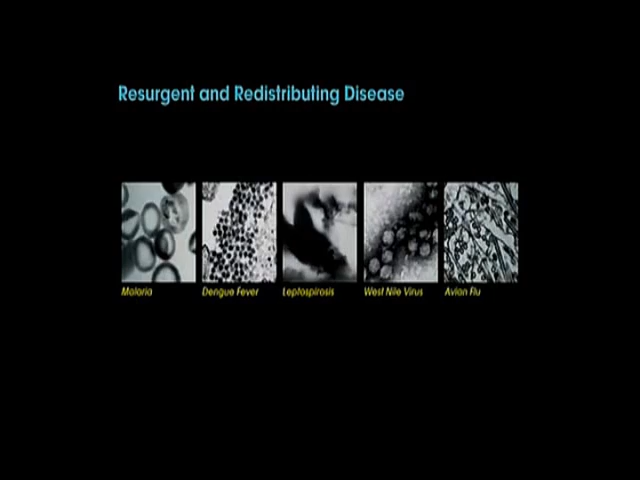 Resurgent and Redistributing Disease
Malaria
Dengue Fever
Leptospirosis
West Nile Virus
Avian Flu